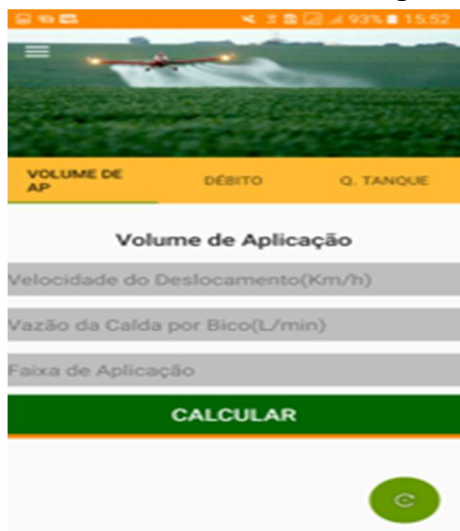 93% 15:52
VOLUME DE
AP
DÉBITO
Q. TANQUE
Volume de Aplicação
Velocidade do Deslocamento(Km/h)
Vazão da Calda por Bico(L/min)
Faixa de Aplicação
CALCULAR